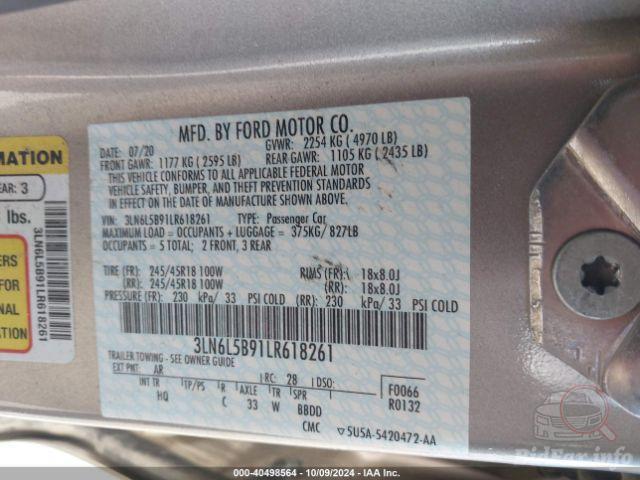 MFD. BY FORD MOTOR CO.
DATE: 07/20 GVWR: 2254 KG ( 4970 LB)
FRONT GAWR: 1177 KG ( 2595 LB) REAR GAWR: 1105 KG ( 2435 LB)
THIS VEHICLE CONFORMS TO ALL APPLICABLE FEDERAL MOTOR
VEHICLE SAFETY, BUMPER, AND THEFT PREVENTION STANDARDS
IN EFFECT ON THE DATE OF MANUFACTURE SHOWN ABOVE.
VIN: 3LN6L5B91LR618261 TYPE: Passenger Car
MAXIMUM LOAD = OCCUPANTS + LUGGAGE = 375KG/ 827LB
OCCUPANTS = 5 TOTAL; 2 FRONT, 3 REAR
TIRE (FR): 245/45R18 100W RIMS (FR): 18x8.0J
(RR): 245/45R18 100W (RR): 18x8.0J
PRESSURE (FR): 230 kPa/ 33 PSI COLD (RR): 230 kPa/ 33 PSI COLD
3LN6L5B91LR618261
TRAILER TOWING - SEE OWNER GUIDE
EXT PNT: AR RC: 28 DSO: F0066
INT TR TP/PS R AXLE TR SPR R0132
HQ C 33 W BBDD
CMC 5U5A-5420472-AA
MATION
EAR: 3
lbs.
ERS
FOR
NAL
ATION
3LN6L5B91LR618261
BidFar.info
000-40498564 - 10/09/2024 - IAA Inc.